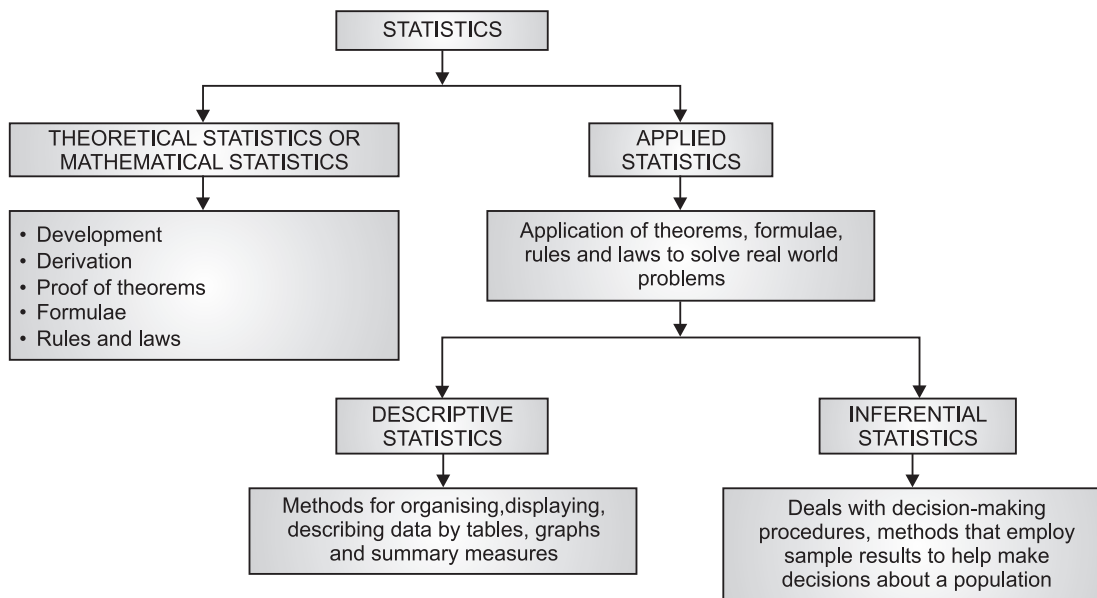 STATISTICS
THEORETICAL STATISTICS OR
MATHEMATICAL STATISTICS
APPLIED
STATISTICS
• Development
• Derivation
• Proof of theorems
• Formulae
• Rules and laws
Application of theorems, formulae,
rules and laws to solve real world
problems
DESCRIPTIVE
STATISTICS
INFERENTIAL
STATISTICS
Methods for organising,displaying,
describing data by tables, graphs
and summary measures
Deals with decision-making
procedures, methods that employ
sample results to help make
decisions about a population